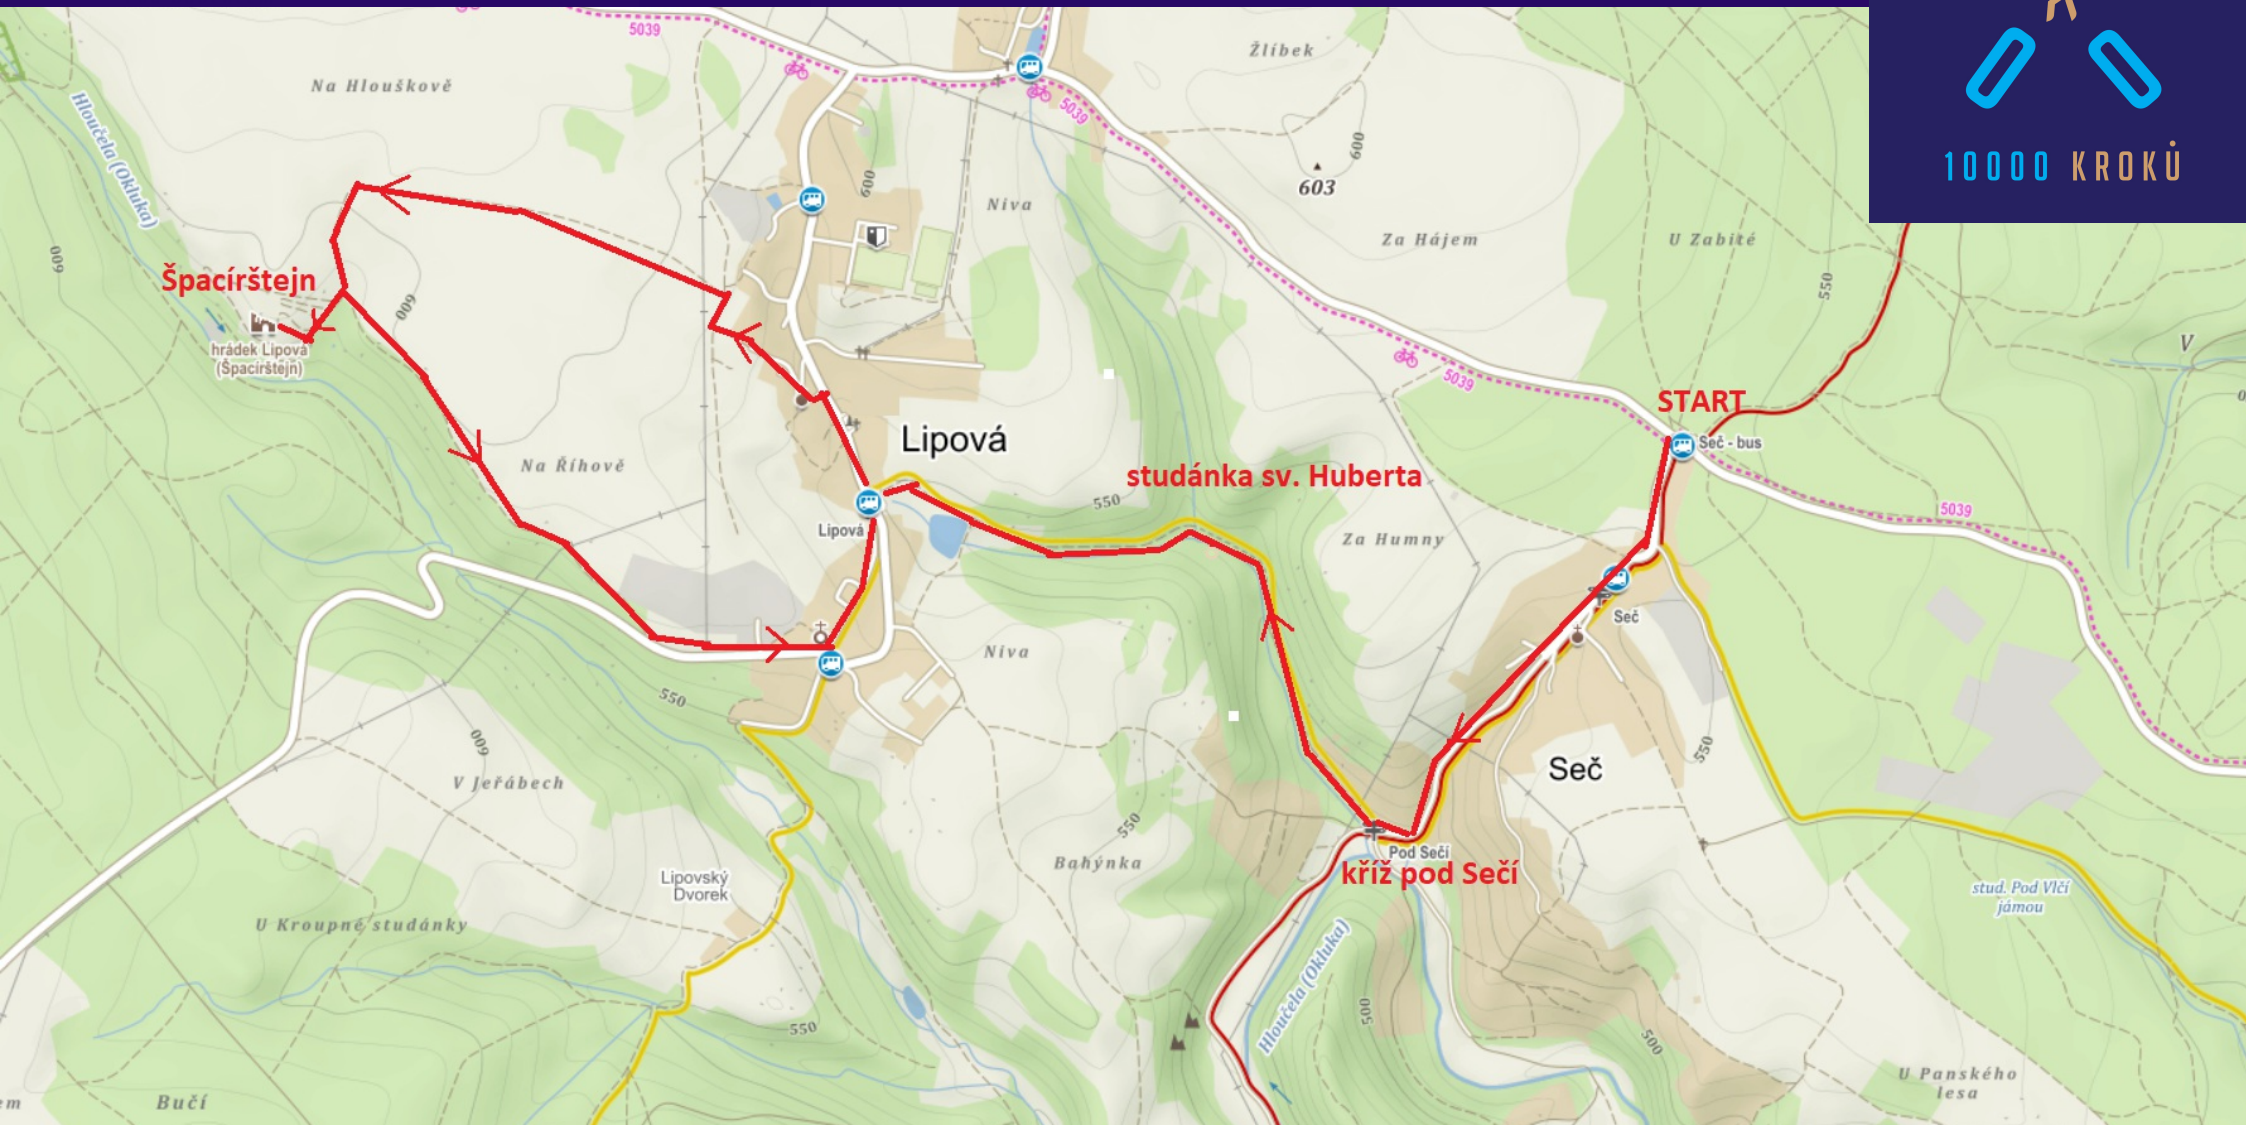 5039
Na Hlouškově
Hloučela (Okluka)
Žlíbek
10000 KROKŮ
5039
600
600
603
Niva
Za Hájem
U Zabité
600
550
Špacírštejn
hrádek Lipová
(Špacírštejn)
600
V
5039
START
Seč - bus
Lipová
Na Říhově
studánka sv. Huberta
550
5039
Lipová
Za Humny
Seč
Niva
550
600
V Jeřábech
Seč
550
550
Pod Sečí
kříž pod Sečí
Bahýnka
Lipovský
Dvorek
stud. Pod Vlčí
jámou
U Kroupné studánky
Hloučela (Okluka)
500
550
500
U Panského
lesa
Bučí
em